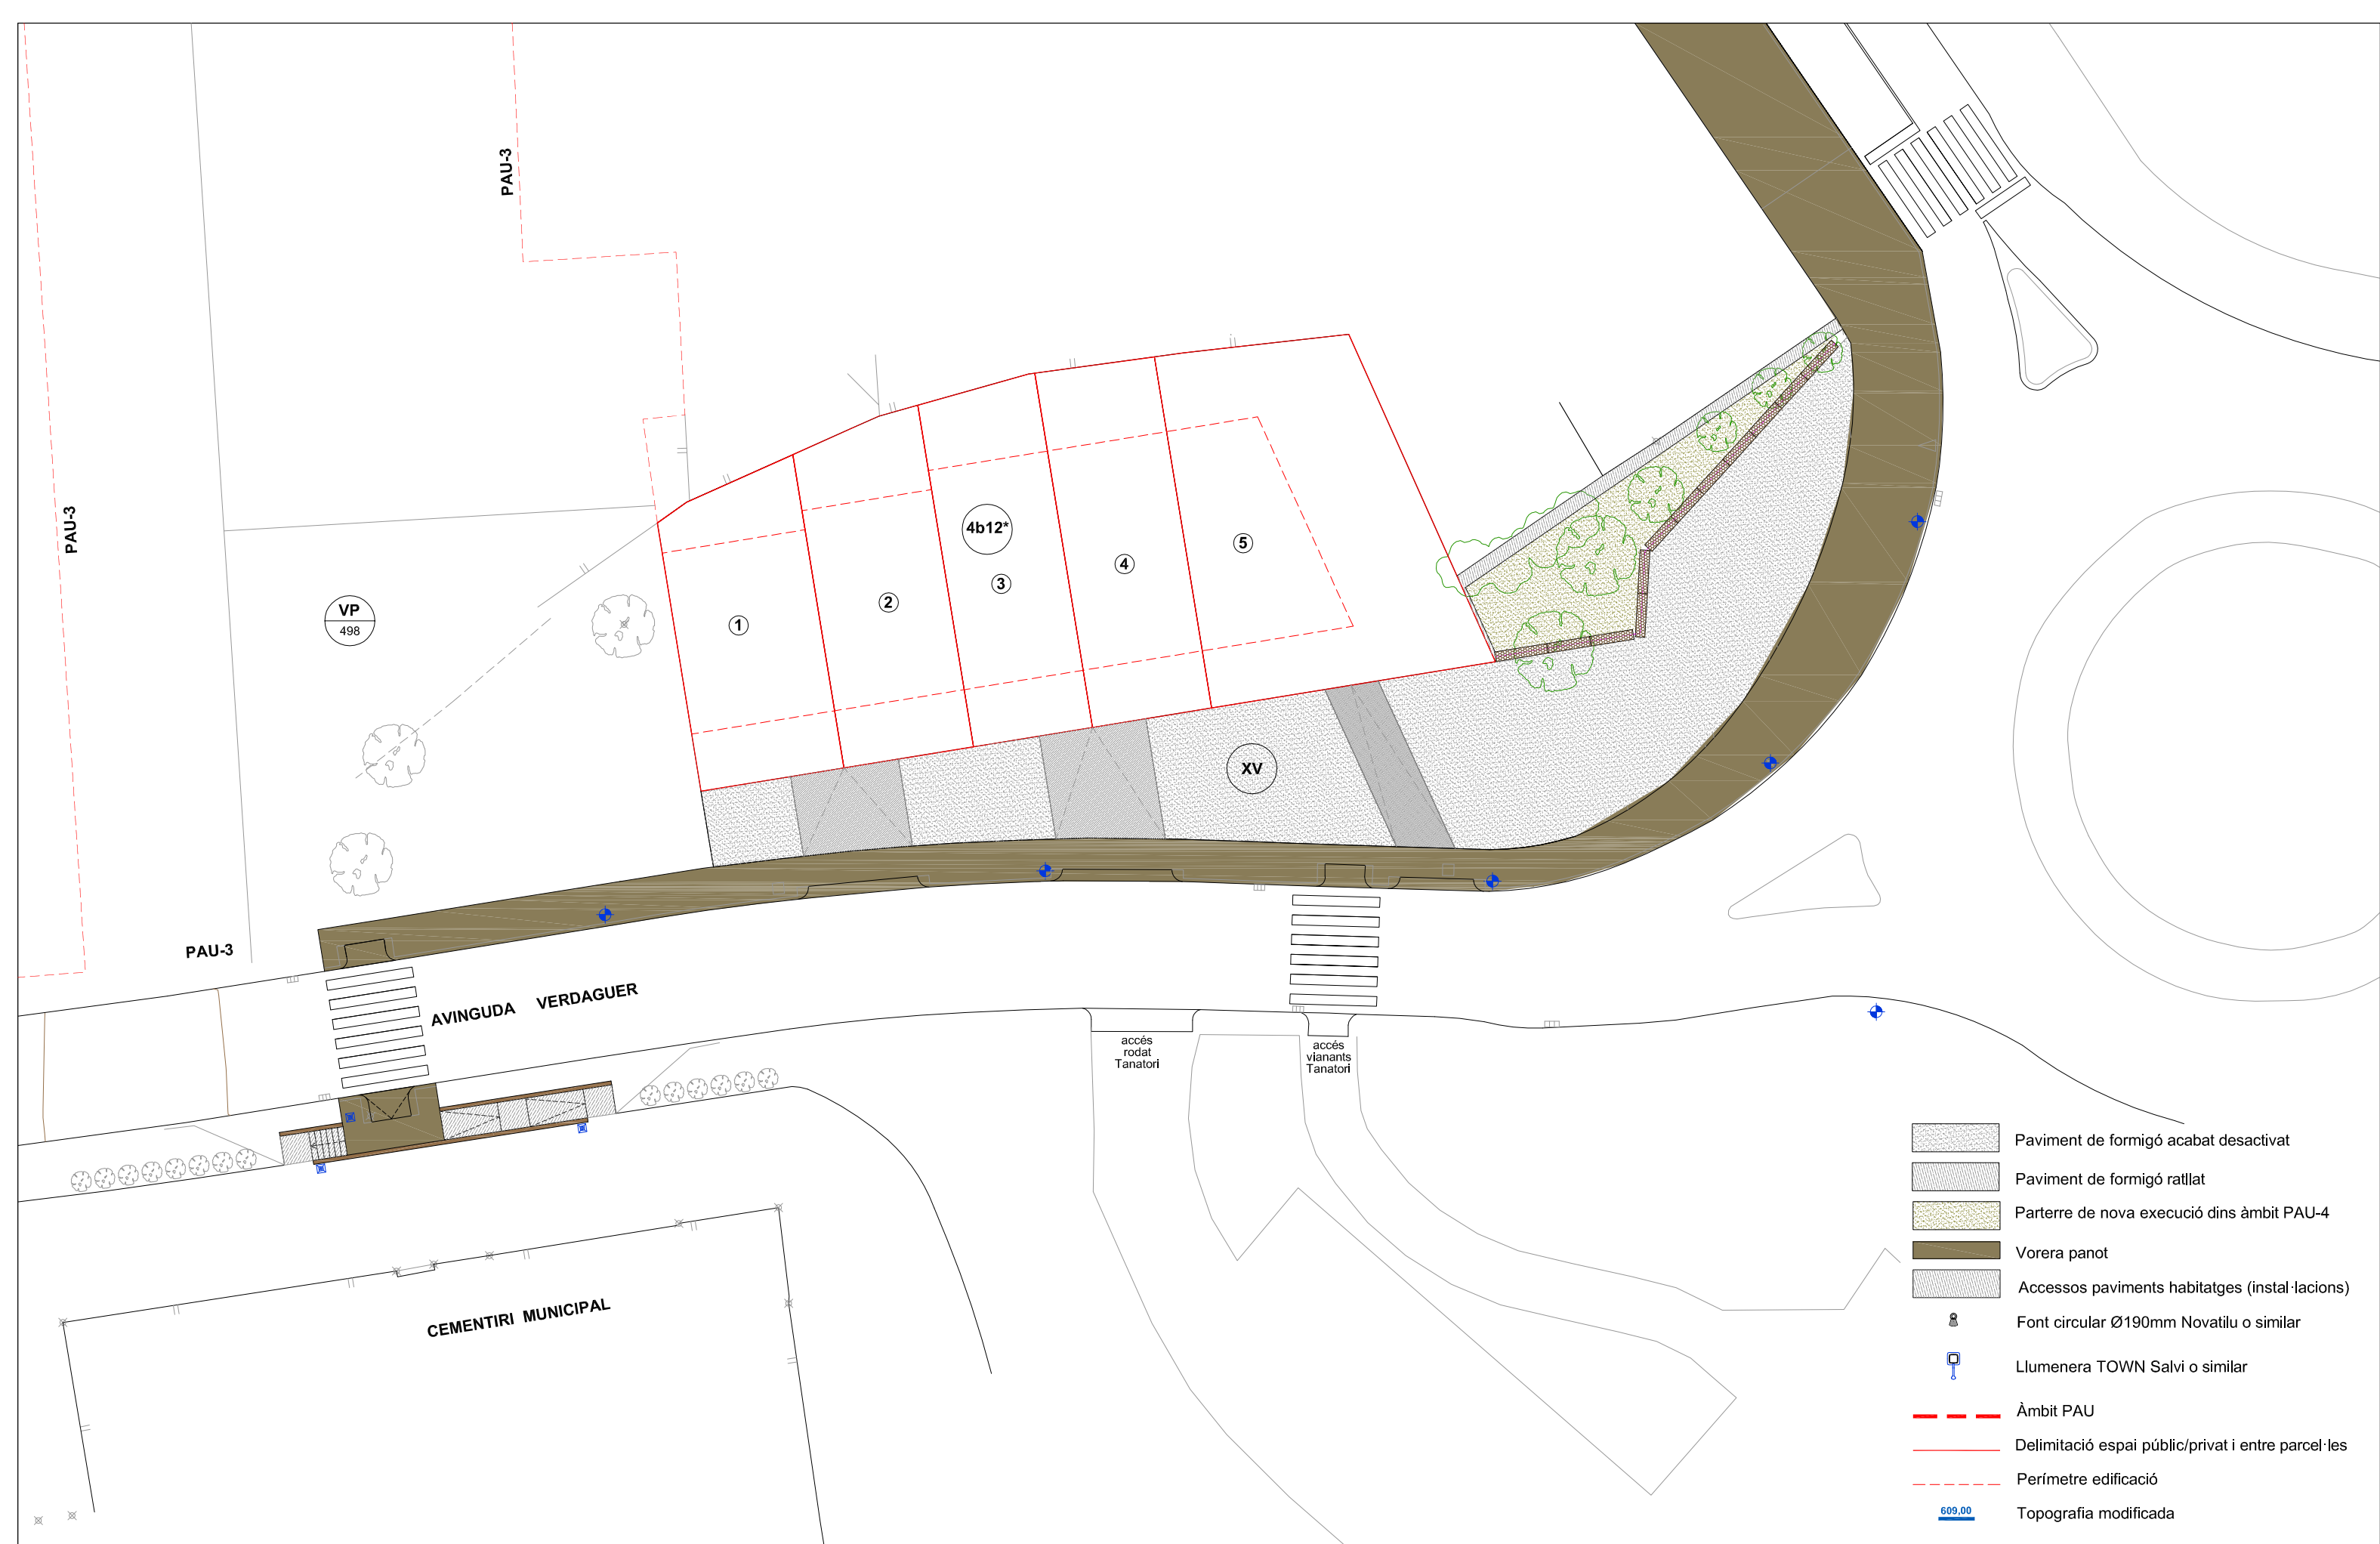 PAU-3
PAU-3
4b12*
5
4
3
2
1
VP
498
XV
PAU-3
AVINGUDA VERDAGUER
accés
rodat
Tanatori
accés
vianants
Tanatori
CEMENTIRI MUNICIPAL
Paviment de formigó acabat desactivat
Paviment de formigó ratllat
Parterre de nova execució dins àmbit PAU-4
Vorera panot
Accessos paviments habitatges (instal·lacions)
Font circular Ø190mm Novatilu o similar
Llumenera TOWN Salvi o similar
Àmbit PAU
Delimitació espai públic/privat i entre parcel·les
Perímetre edificació
609,00 Topografia modificada